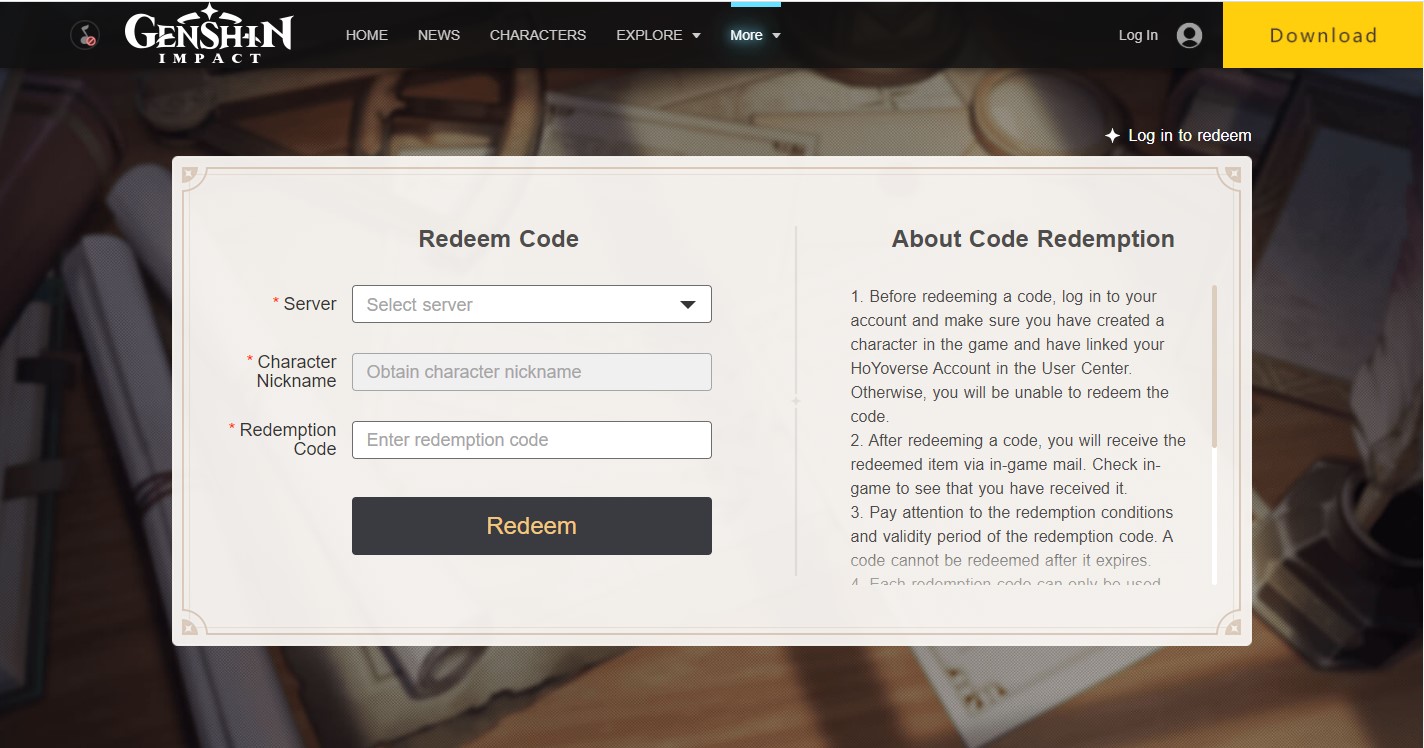 GENSHIN
IMPACT
HOME
NEWS
CHARACTERS
EXPLORE
More
Log In
Download
Log in to redeem
Redeem Code
* Server
Select server
* Character
Nickname
Obtain character nickname
* Redemption
Code
Enter redemption code
Redeem
About Code Redemption
1. Before redeeming a code, log in to your
account and make sure you have created a
character in the game and have linked your
HoYoverse Account in the User Center.
Otherwise, you will be unable to redeem the
code.
2. After redeeming a code, you will receive the
redeemed item via in-game mail. Check in-
game to see that you have received it.
3. Pay attention to the redemption conditions
and validity period of the redemption code. A
code cannot be redeemed after it expires.
4. Each redemption code can only be used